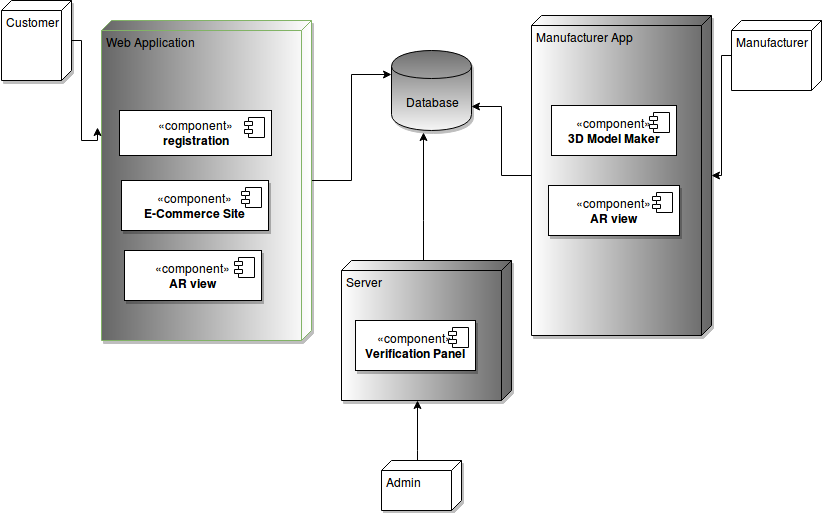 Customer
Web Application
«component»
registration
«component»
E-Commerce Site
«component»
AR view
Database
Manufacturer App
«component»
3D Model Maker
«component»
AR view
Manufacturer
Server
«component»
Verification Panel
Admin